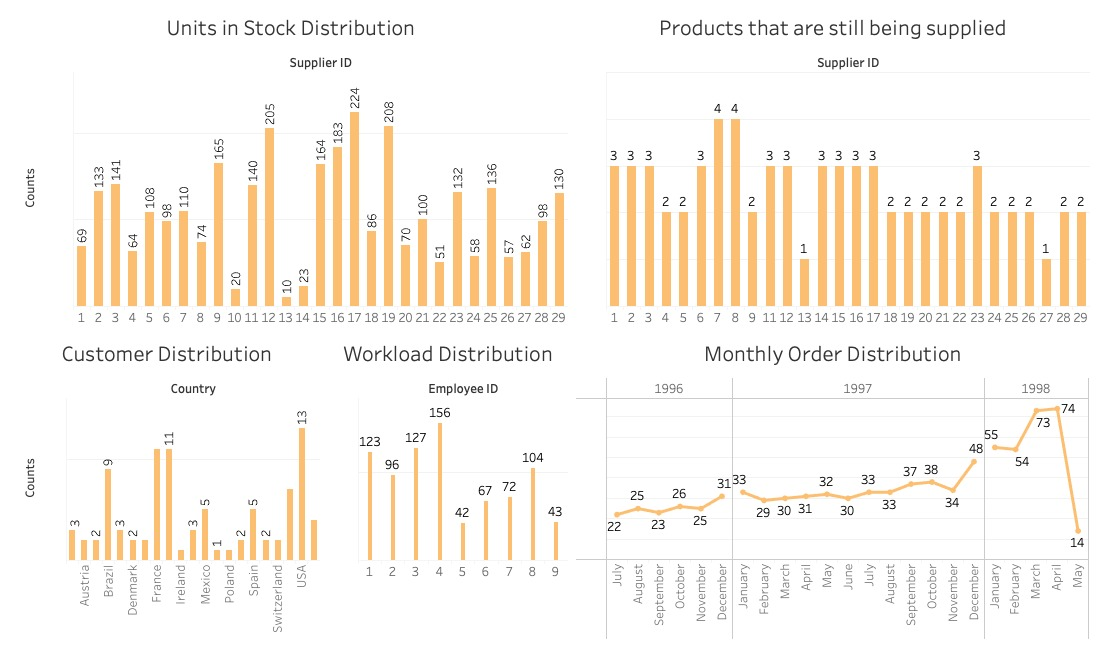 Units in Stock Distribution
Supplier ID
Counts
69 133 141 64 108 98 110 74 165 20 140 205 10 23 164 183 224 86 208 70 100 51 132 58 136 57 62 98 130
1 2 3 4 5 6 7 8 9 10 11 12 13 14 15 16 17 18 19 20 21 22 23 24 25 26 27 28 29
Products that are still being supplied
Supplier ID
3 3 3 2 2 3 4 4 2 3 3 1 3 3 3 3 2 2 2 2 2 3 2 2 2 1 2 2
1 2 3 4 5 6 7 8 9 11 12 13 14 15 16 17 18 19 20 21 22 23 24 25 26 27 28 29
Customer Distribution
Country
Counts
3 2 9 3 2 11 3 5 1 2 5 2 13
Austria Brazil Denmark France Ireland Mexico Poland Spain Switzerland USA
Workload Distribution
Employee ID
123 96 127 156 42 67 72 104 43
1 2 3 4 5 6 7 8 9
Monthly Order Distribution
1996 1997 1998
22 25 23 26 25 31 33 29 30 31 32 30 33 33 37 38 34 48 55 54 73 74 14
July August September October November December January February March April May June July August September October November December January February March April May